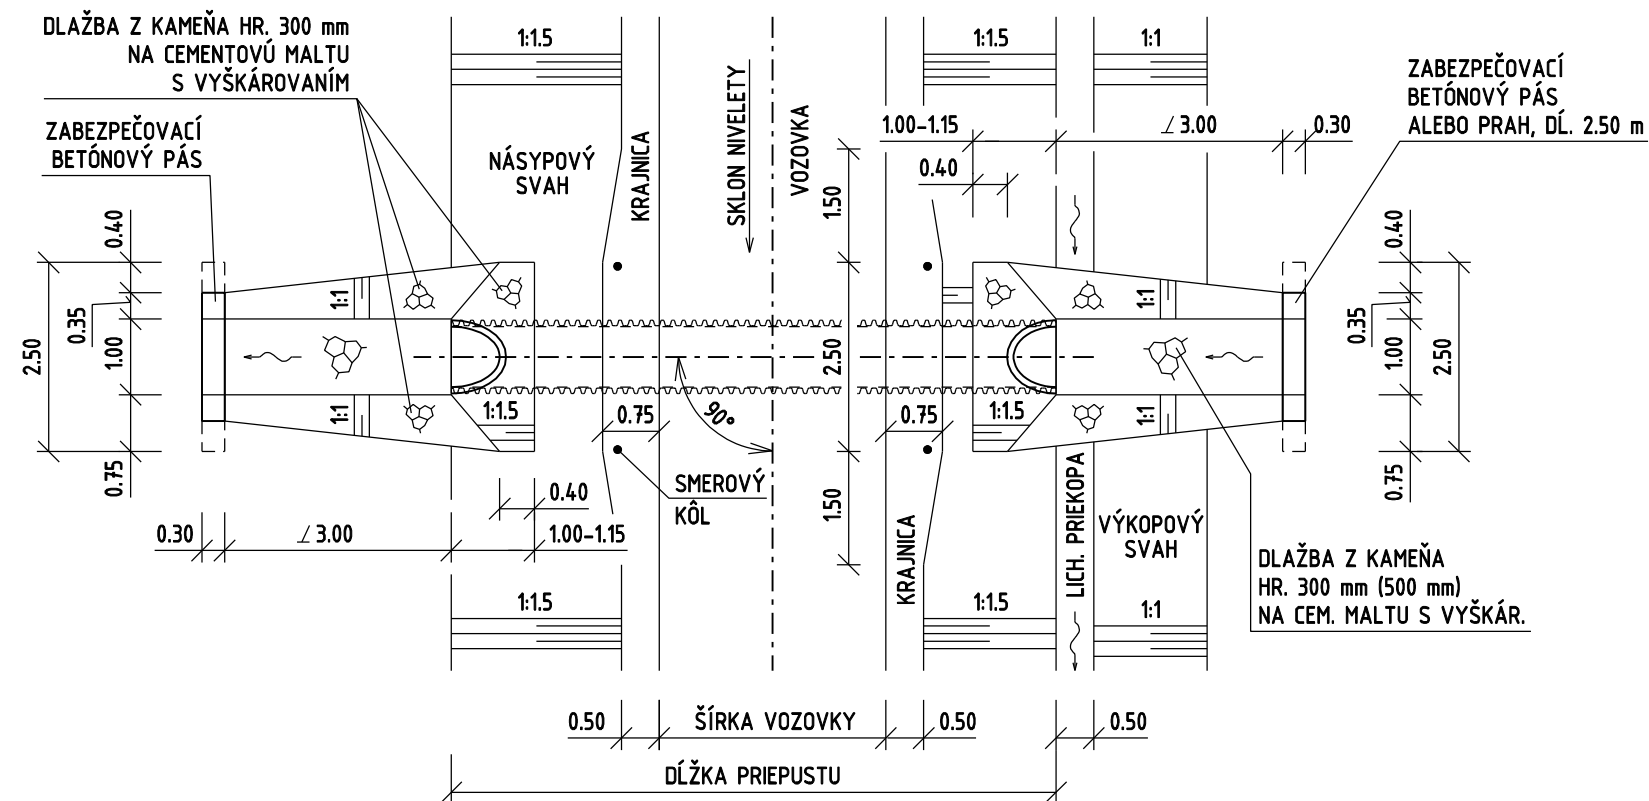 DLAŽBA Z KAMEŇA HR. 300 mm
NA CEMENTOVÚ MALTU
S VYŠKÁROVANÍM
ZABEZPEČOVACÍ
BETÓNOVÝ PÁS
1:1.5
NÁSYPOVÝ
SVAH
KRAJNICA
SKLON NIVELETY
VOZOVKA
1:1.5
1:1
ZABEZPEČOVACÍ
BETÓNOVÝ PÁS
ALEBO PRAH, DĹ. 2.50 m
1.00-1.15
⦟ 3.00
0.30
0.40
1.50
0.40
0.35
1.00
2.50
0.75
1:1
1:1
1:1.5
0.75
90°
2.50
0.75
1:1.5
1:1
1:1
0.40
0.35
1.00
2.50
0.75
SMEROVÝ
KÔL
0.40
0.30
⦟ 3.00
1.00-1.15
1.50
KRAJNICA
LICH. PRIEKOPA
VÝKOPOVÝ
SVAH
DLAŽBA Z KAMEŇA
HR. 300 mm (500 mm)
NA CEM. MALTU S VYŠKÁR.
1:1.5
1:1.5
1:1
0.50
ŠÍRKA VOZOVKY
0.50
0.50
DĹŽKA PRIEPUSTU